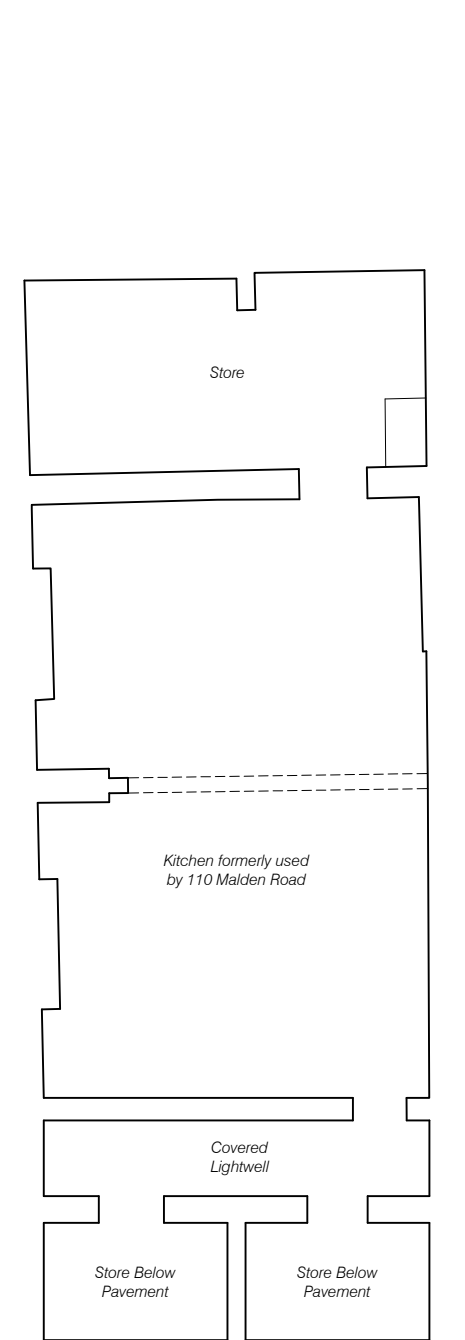 Store
Kitchen formerly used
by 110 Malden Road
Covered
Lightwell
Store Below
Pavement
Store Below
Pavement